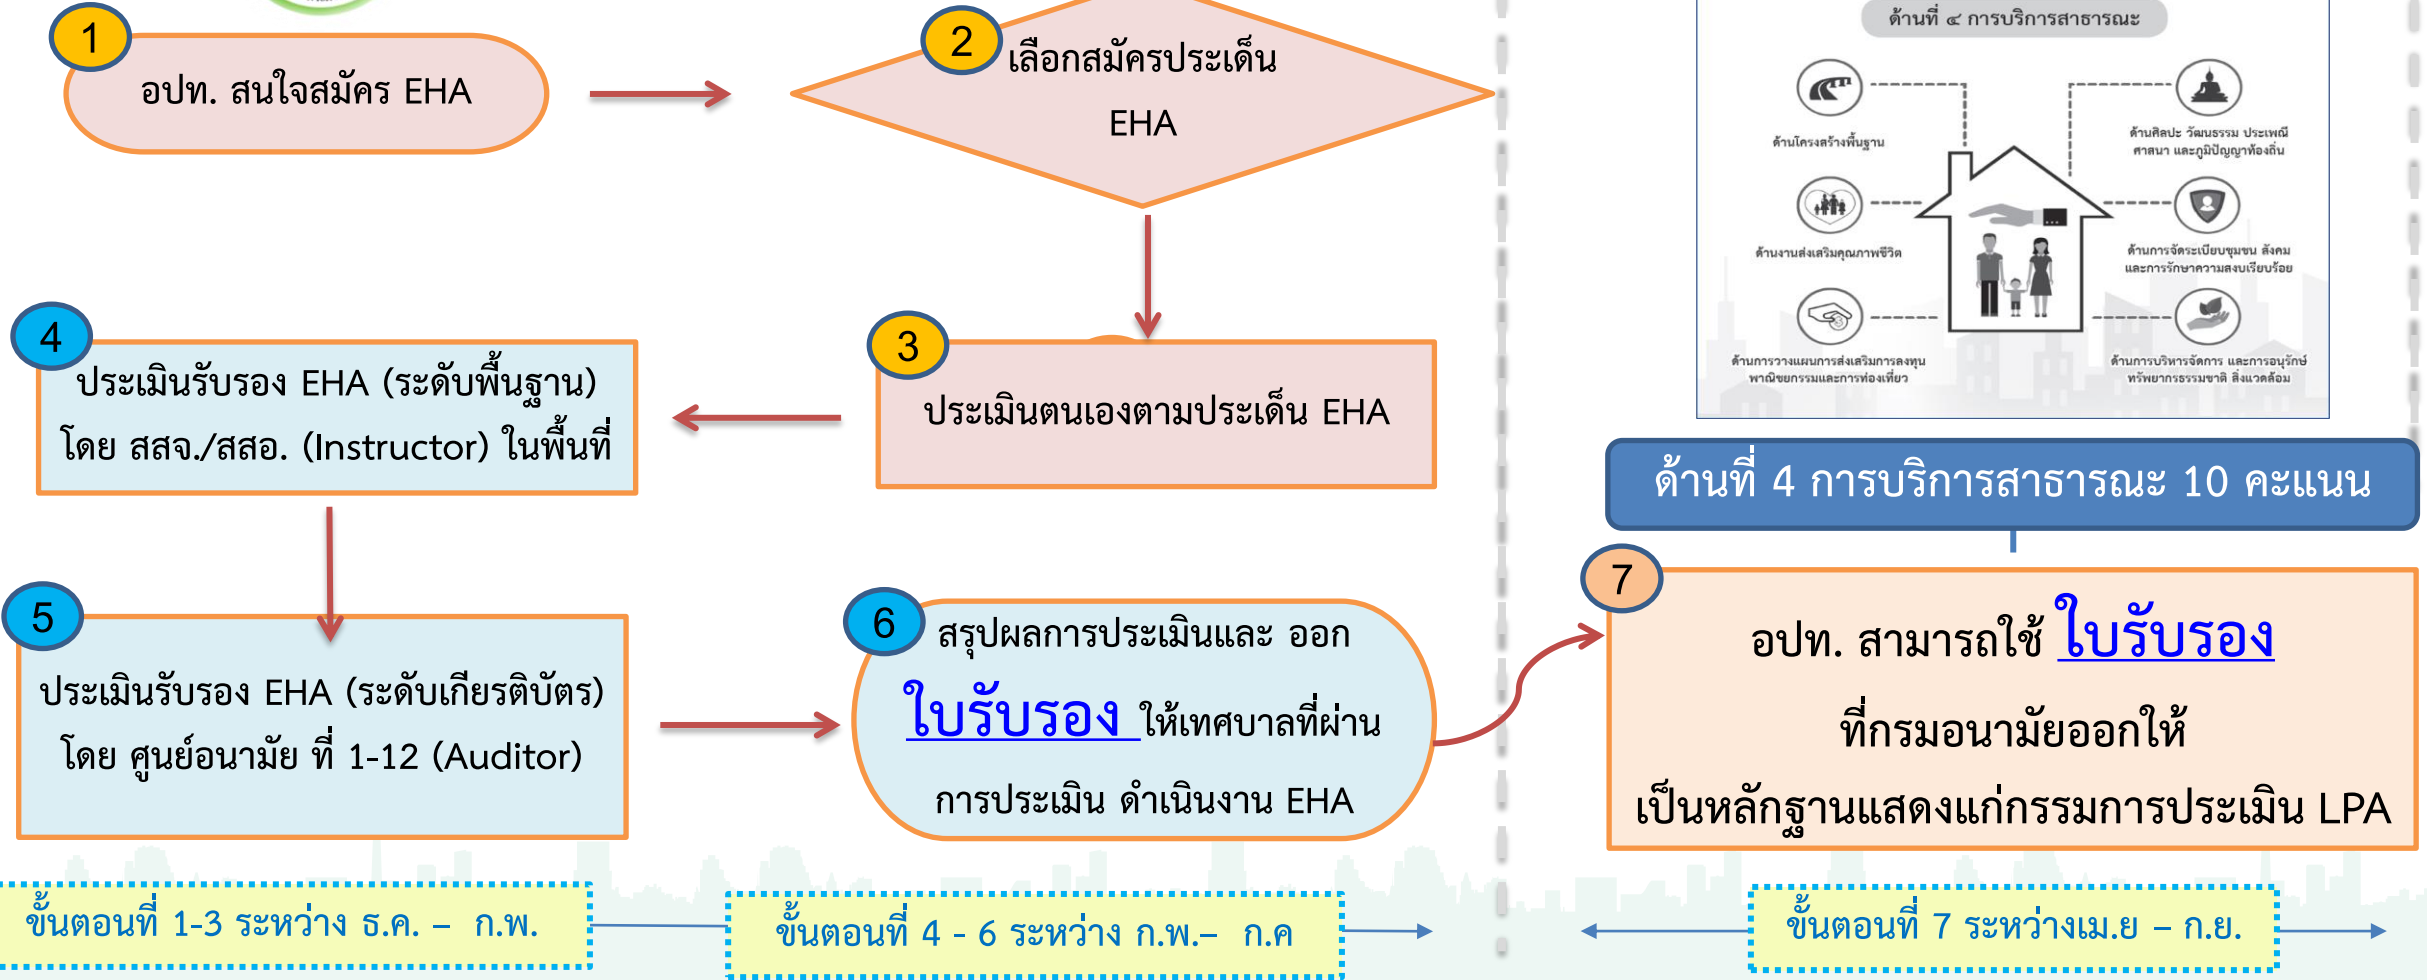 1
อปท. สนใจสมัคร EHA
2
เลือกสมัครประเด็น
EHA
3
ประเมินตนเองตามประเด็น EHA
4
ประเมินรับรอง EHA (ระดับพื้นฐาน)
โดย สสจ./สสอ. (Instructor) ในพื้นที่
5
ประเมินรับรอง EHA (ระดับเกียรติบัตร)
โดย ศูนย์อนามัย ที่ 1-12 (Auditor)
6
สรุปผลการประเมินและ ออก
ใบรับรอง ให้เทศบาลที่ผ่าน
การประเมิน ดำเนินงาน EHA
ด้านที่ ๔ การบริการสาธารณะ
ด้านโครงสร้างพื้นฐาน
ด้านศิลปะ วัฒนธรรม ประเพณี
ศาสนา และภูมิปัญญาท้องถิ่น
ด้านงานส่งเสริมคุณภาพชีวิต
ด้านการจัดระเบียบชุมชน สังคม
และการรักษาความสงบเรียบร้อย
ด้านการวางแผนการส่งเสริมการลงทุน
พาณิชยกรรมและการท่องเที่ยว
ด้านการบริหารจัดการ และการอนุรักษ์
ทรัพยากรธรรมชาติ สิ่งแวดล้อม
ด้านที่ 4 การบริการสาธารณะ 10 คะแนน
7
อปท. สามารถใช้ ใบรับรอง
ที่กรมอนามัยออกให้
เป็นหลักฐานแสดงแก่กรรมการประเมิน LPA
ขั้นตอนที่ 1-3 ระหว่าง ธ.ค. – ก.พ.
ขั้นตอนที่ 4 - 6 ระหว่าง ก.พ.– ก.ค
ขั้นตอนที่ 7 ระหว่างเม.ย – ก.ย.